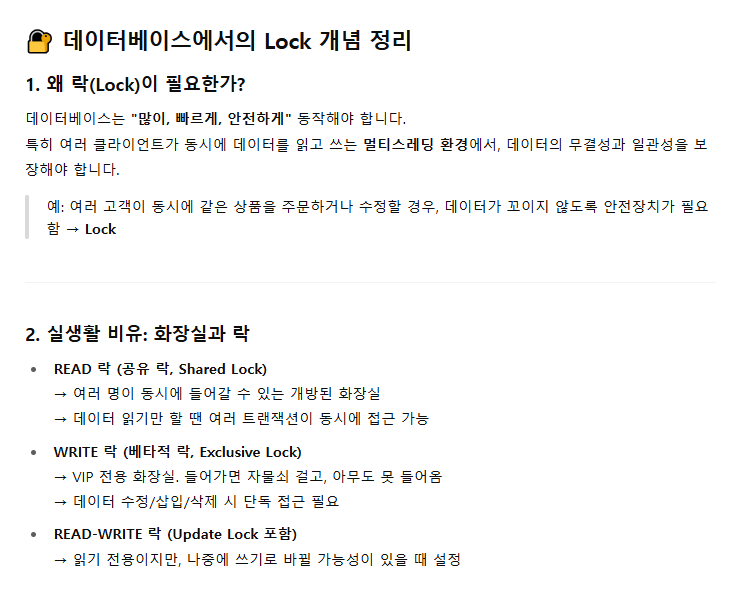 🔐 데이터베이스에서의 Lock 개념 정리
1. 왜 락(Lock)이 필요한가?
데이터베이스는 "많이, 빠르게, 안전하게" 동작해야 합니다.
특히 여러 클라이언트가 동시에 데이터를 읽고 쓰는 멀티스레딩 환경에서, 데이터의 무결성과 일관성을 보
장해야 합니다.
예: 여러 고객이 동시에 같은 상품을 주문하거나 수정할 경우, 데이터가 꼬이지 않도록 안전장치가 필요
함 → Lock
2. 실생활 비유: 화장실과 락
• READ 락 (공유 락, Shared Lock)
→ 여러 명이 동시에 들어갈 수 있는 개방된 화장실
→ 데이터 읽기만 할 땐 여러 트랜잭션이 동시에 접근 가능
• WRITE 락 (베타적 락, Exclusive Lock)
→ VIP 전용 화장실. 들어가면 자물쇠 걸고, 아무도 못 들어옴
→ 데이터 수정/삽입/삭제 시 단독 접근 필요
• READ-WRITE 락 (Update Lock 포함)
→ 읽기 전용이지만, 나중에 쓰기로 바뀔 가능성이 있을 때 설정